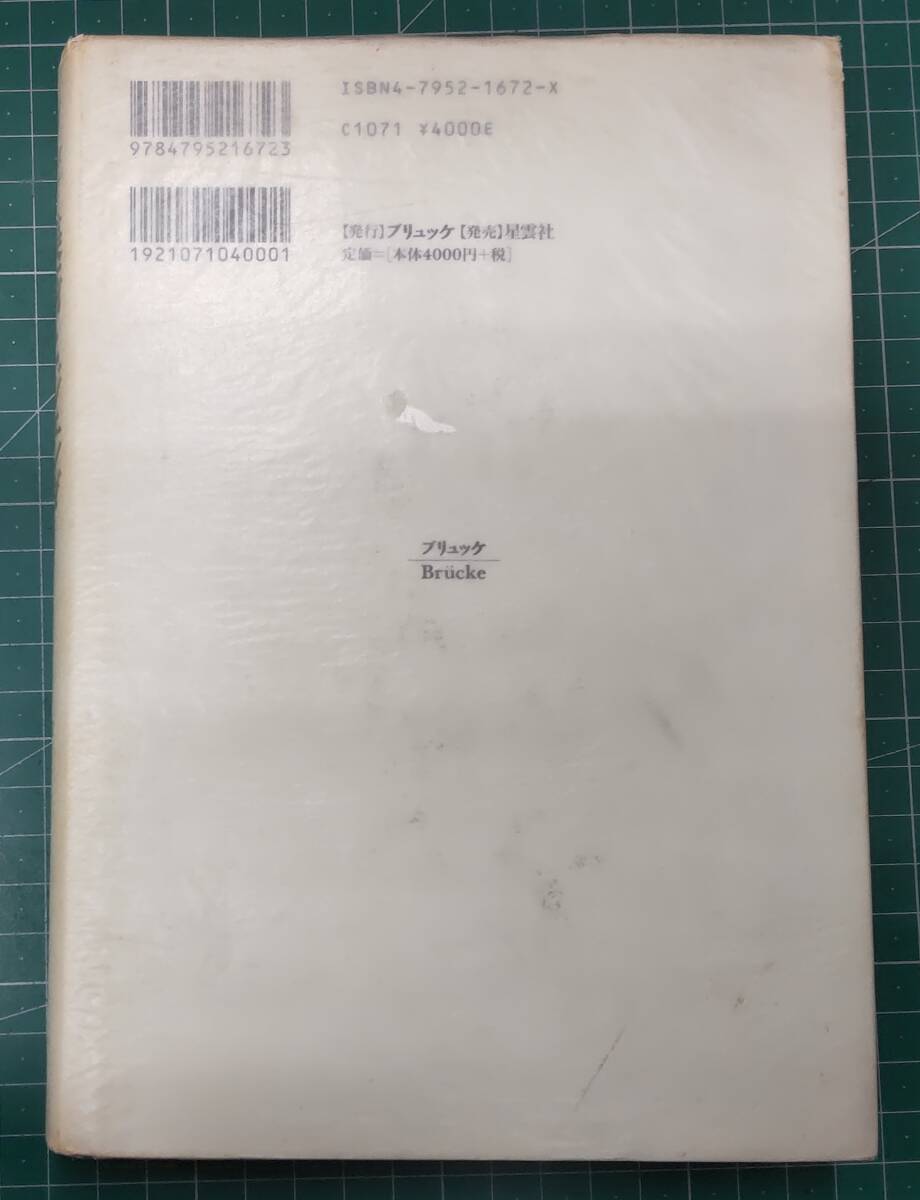 ISBN4-7952-1672-X
C1071 ¥4000E
9784795216723
1921071040001
【発行】ブリュッケ【発売】星雲社
定価=[本体4000円+税]
ブリュッケ
Brücke